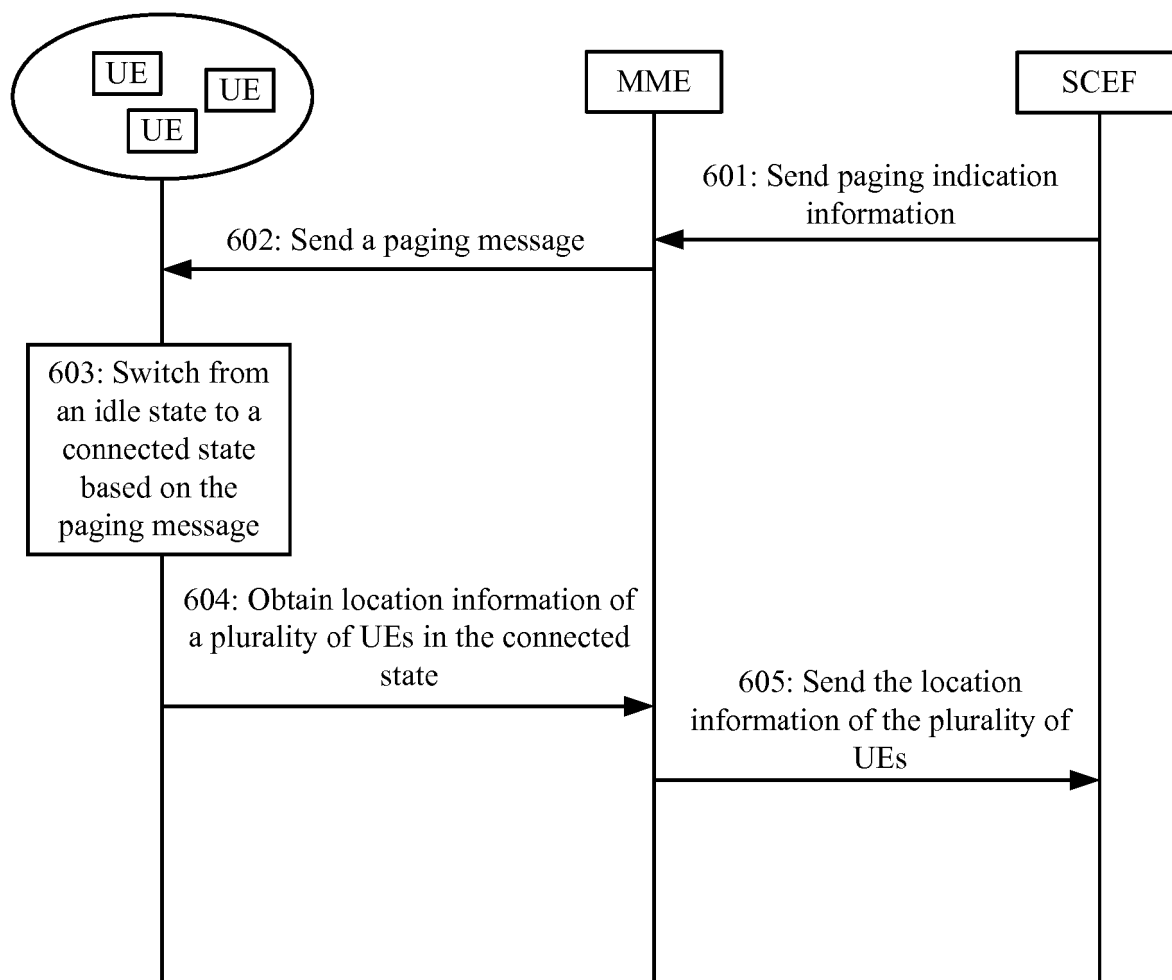 UE
UE
UE
MME
SCEF
601: Send paging indication
information
602: Send a paging message
603: Switch from
an idle state to a
connected state
based on the
paging message
604: Obtain location information of
a plurality of UEs in the connected
state
605: Send the location
information of the plurality of
UEs